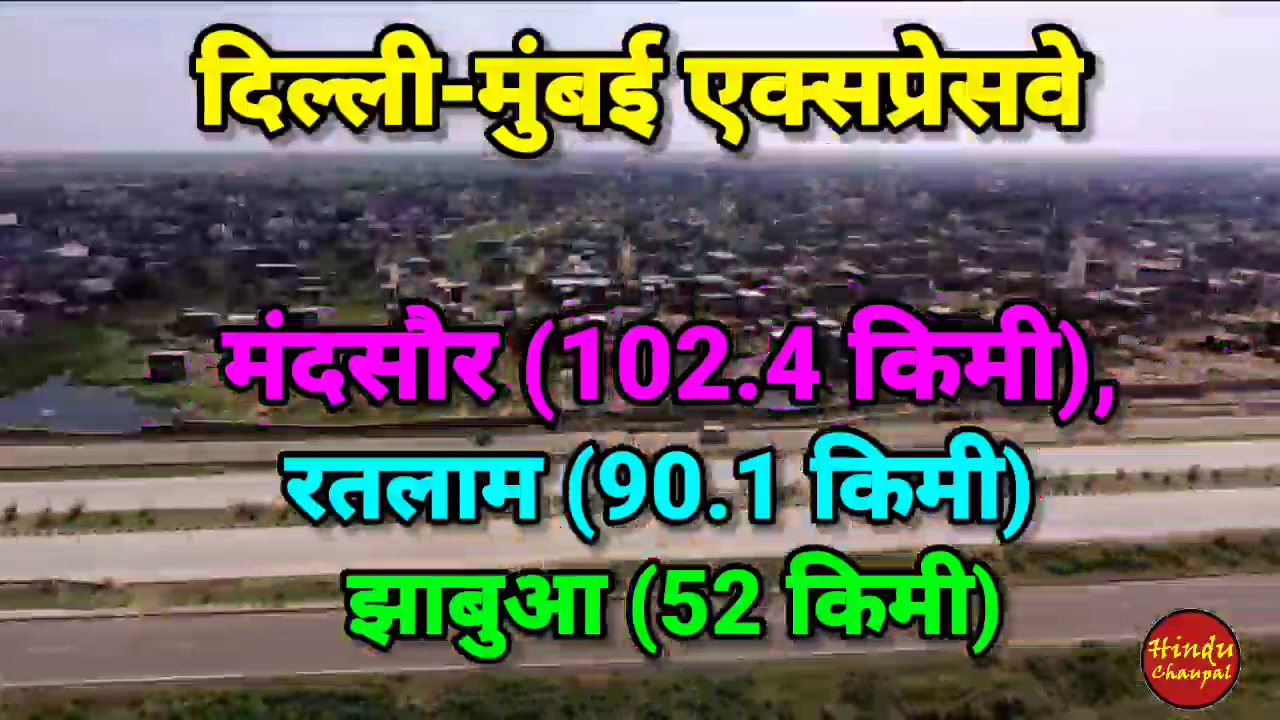 दिल्ली-मुंबई एक्सप्रेसवे
मंदसौर (102.4 किमी),
रतलाम (90.1 किमी)
झाबुआ (52 किमी)
Hindu
Chaupal